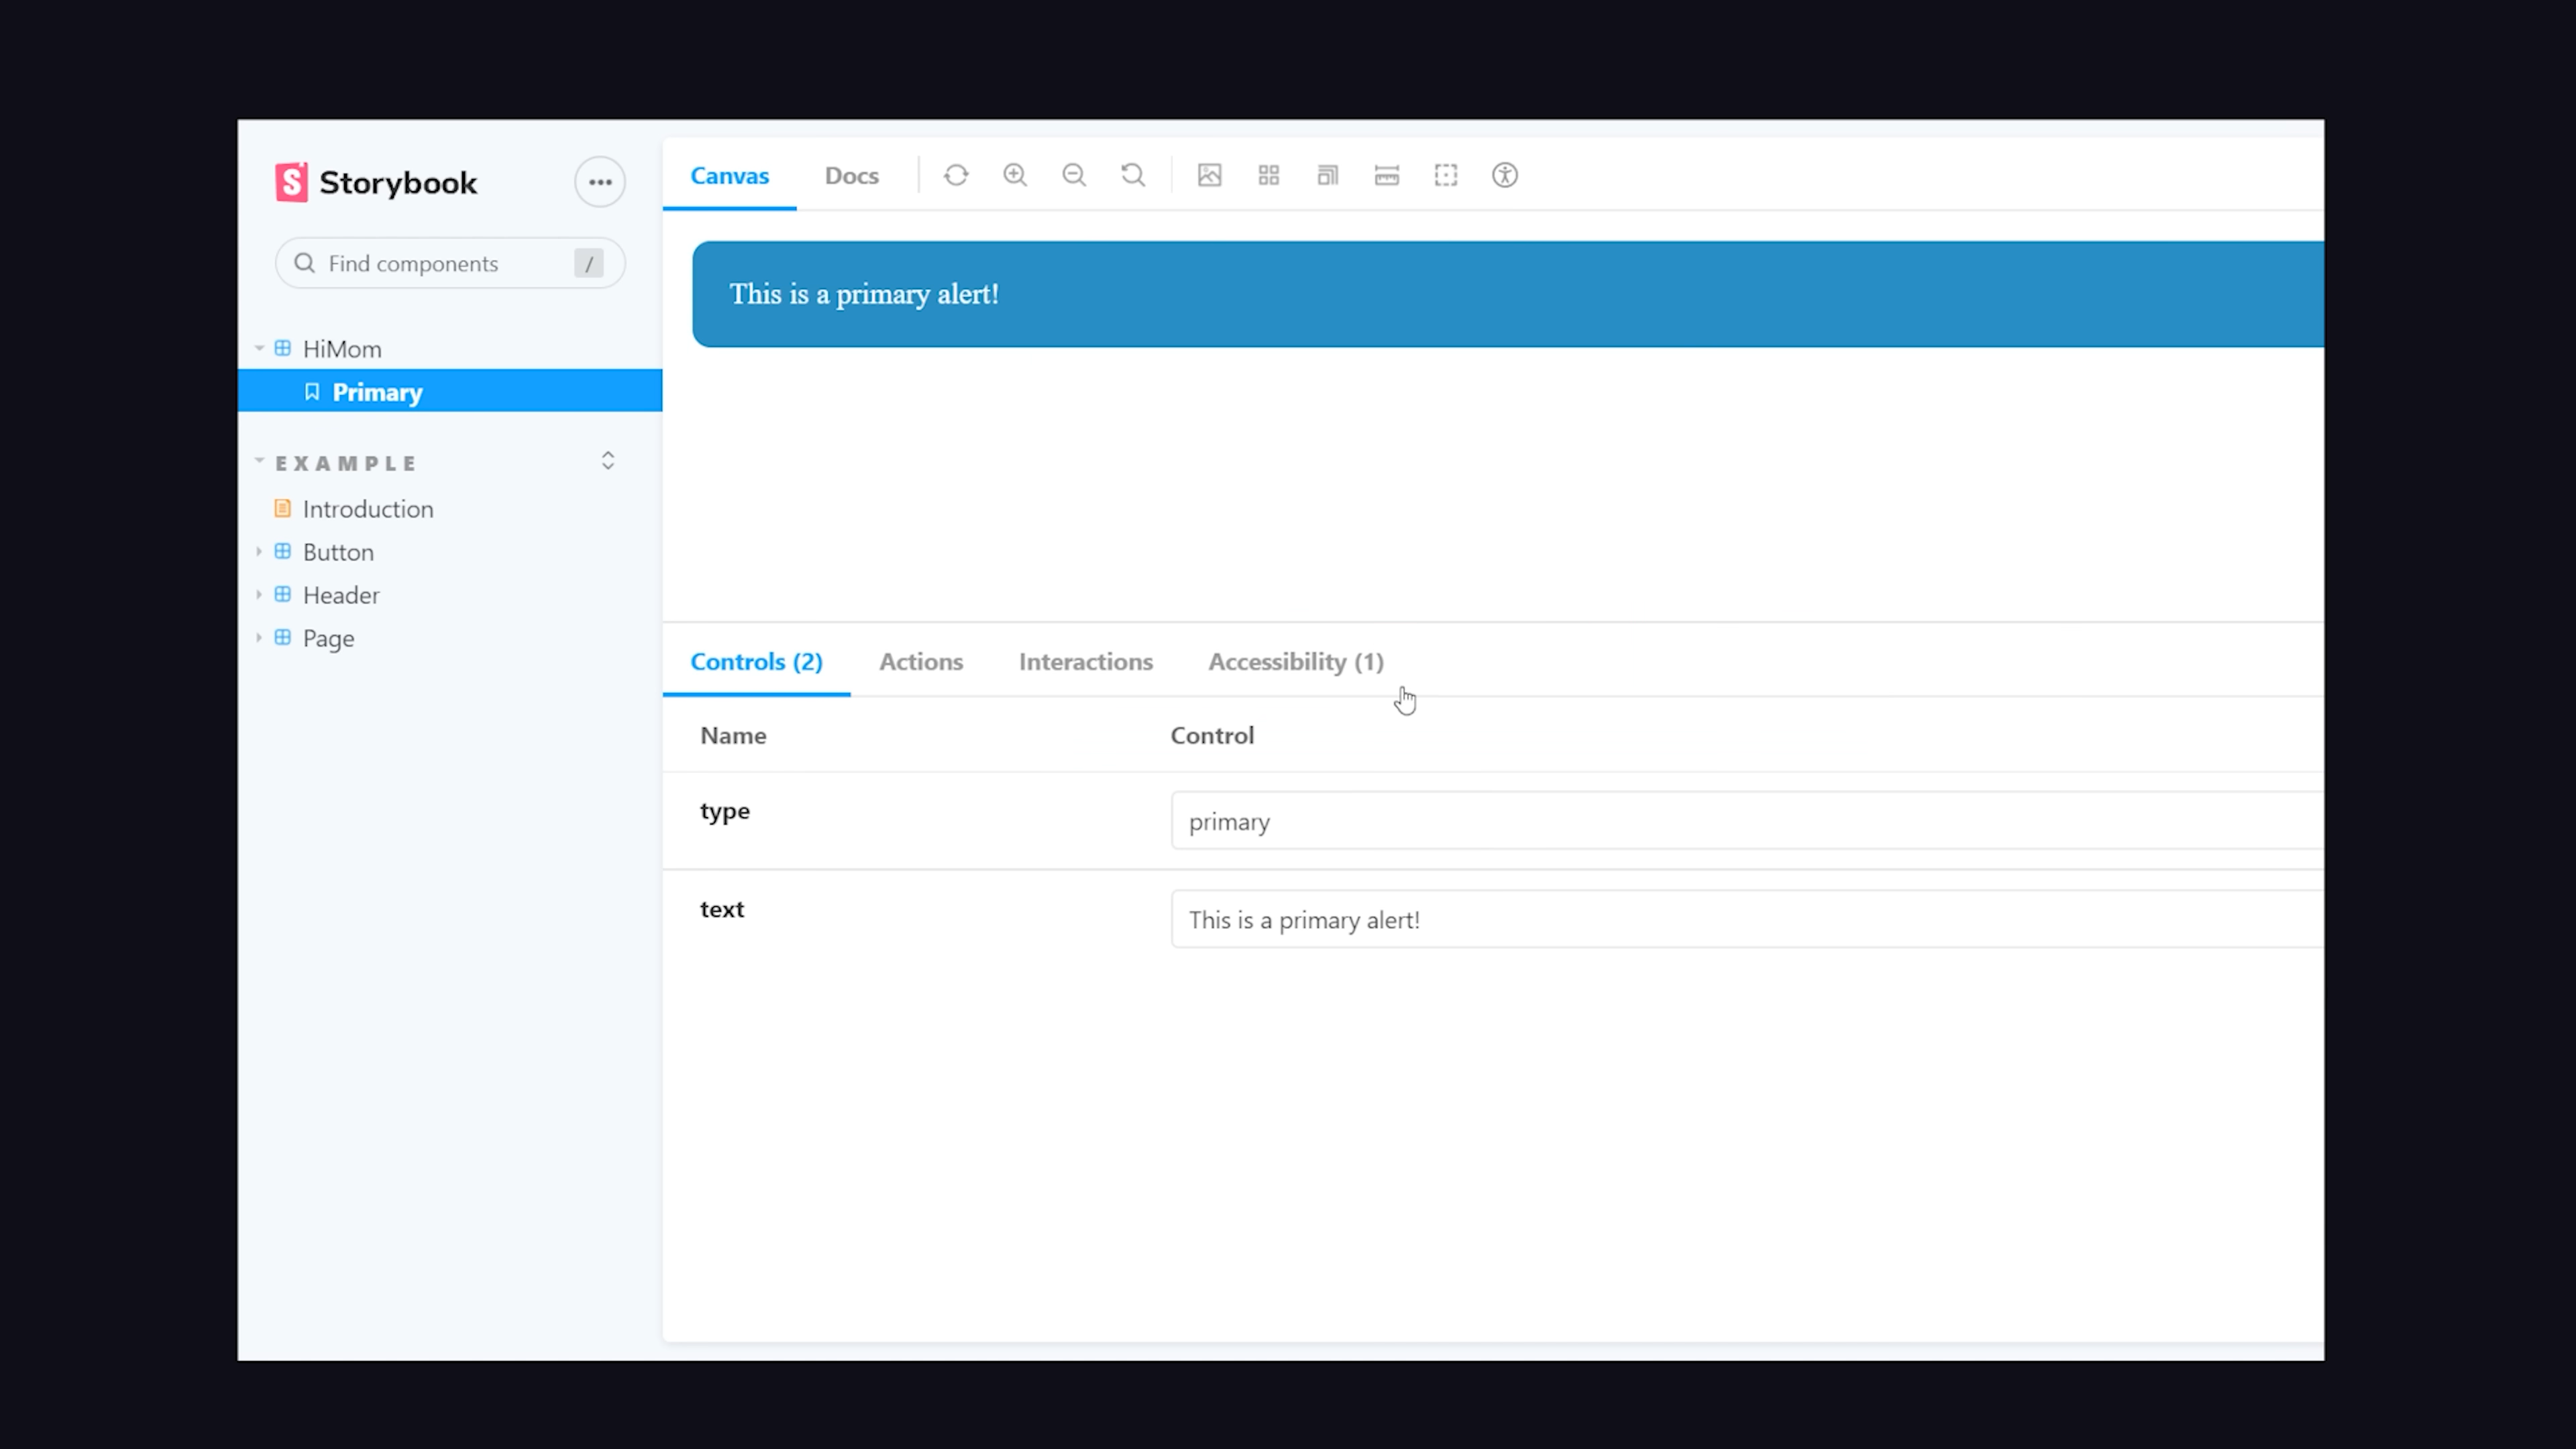 Storybook
Find components /
HiMom
Primary
EXAMPLE
Introduction
Button
Header
Page
Canvas Docs
This is a primary alert!
Controls (2) Actions Interactions Accessibility (1)
Name Control
type primary
text This is a primary alert!